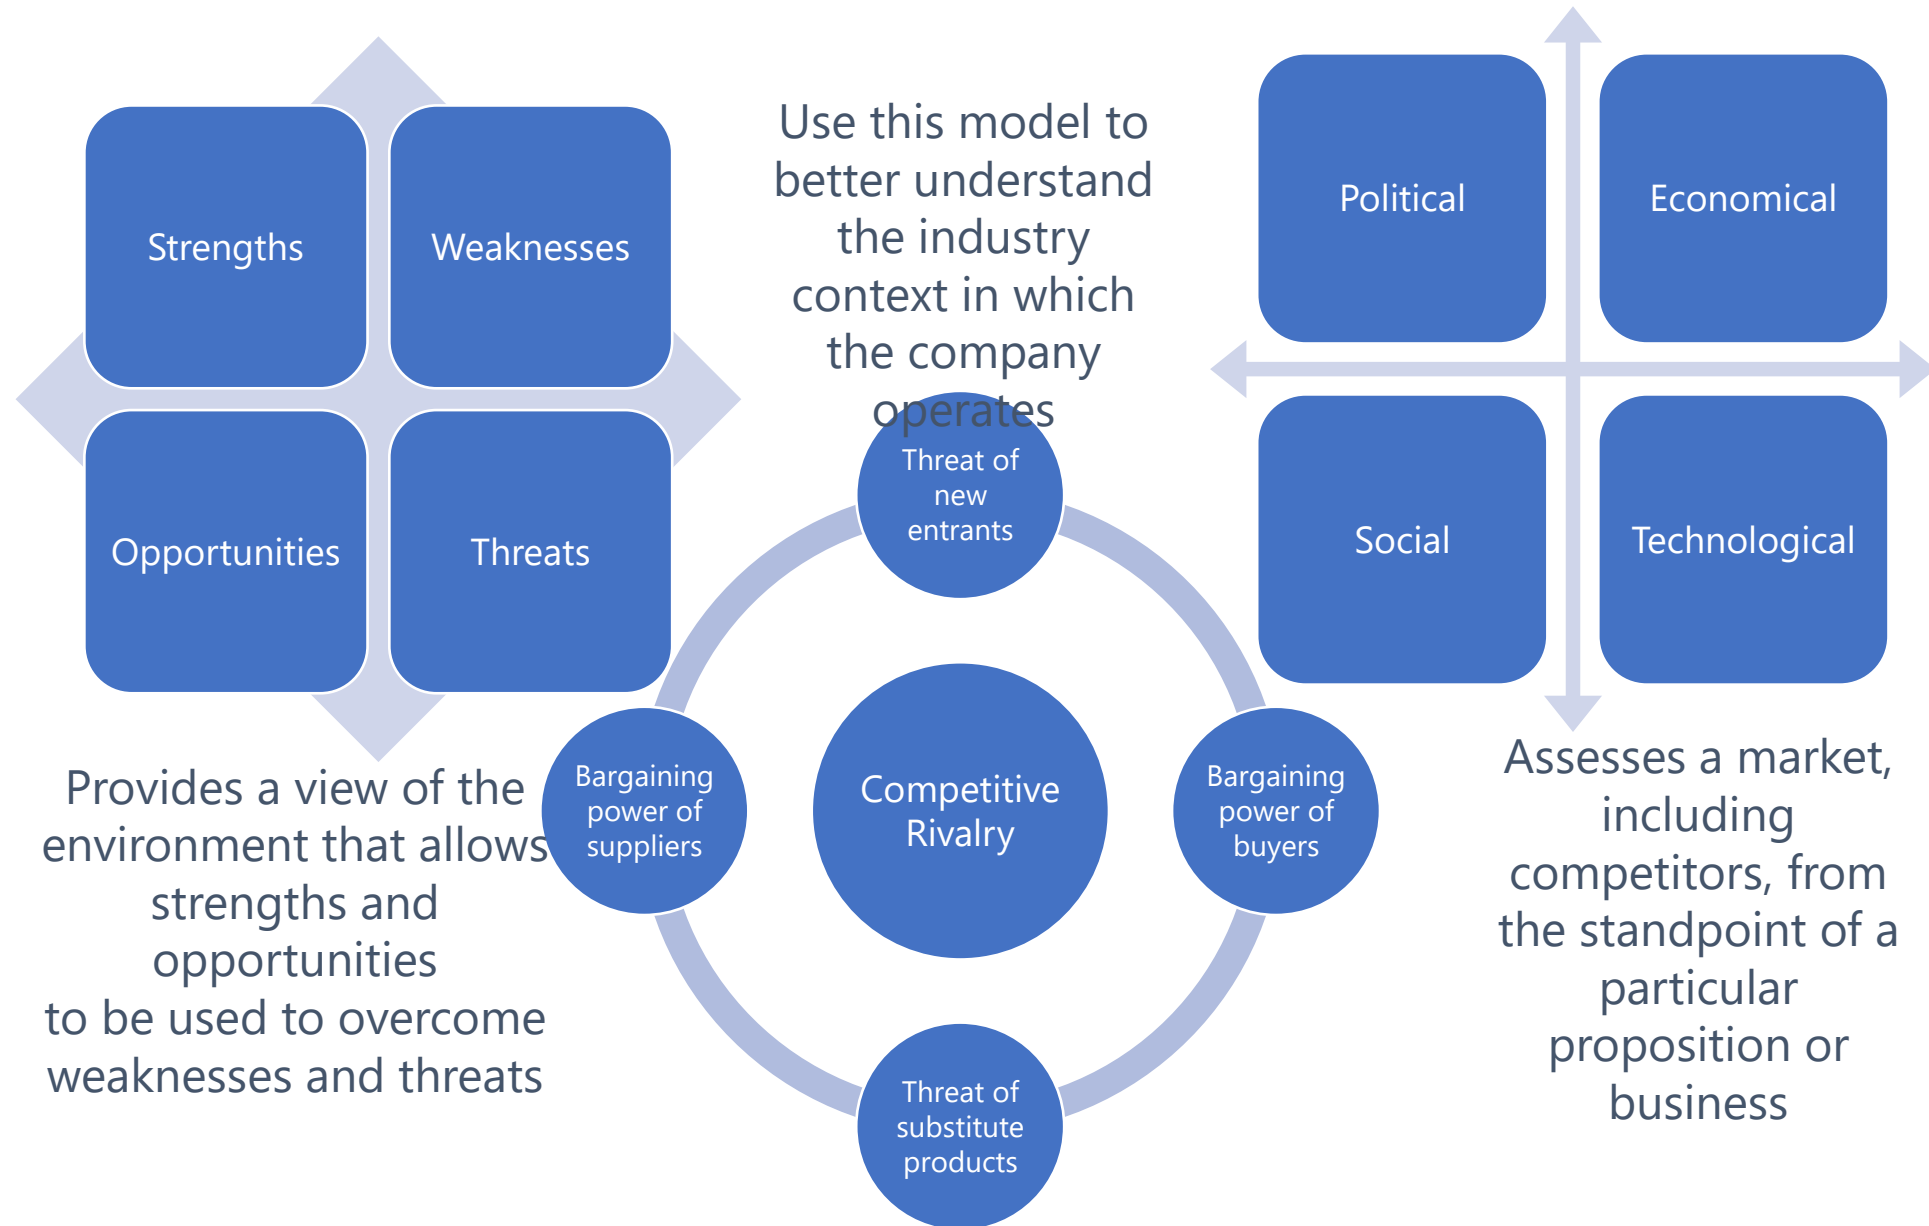 Strengths
Weaknesses
Opportunities
Threats
Provides a view of the
environment that allows
strengths and
opportunities
to be used to overcome
weaknesses and threats
Use this model to
better understand
the industry
context in which
the company
operates
Threat of
new
entrants
Bargaining
power of
suppliers
Competitive
Rivalry
Bargaining
power of
buyers
Threat of
substitute
products
Political
Economical
Social
Technological
Assesses a market,
including
competitors, from
the standpoint of a
particular
proposition or
business